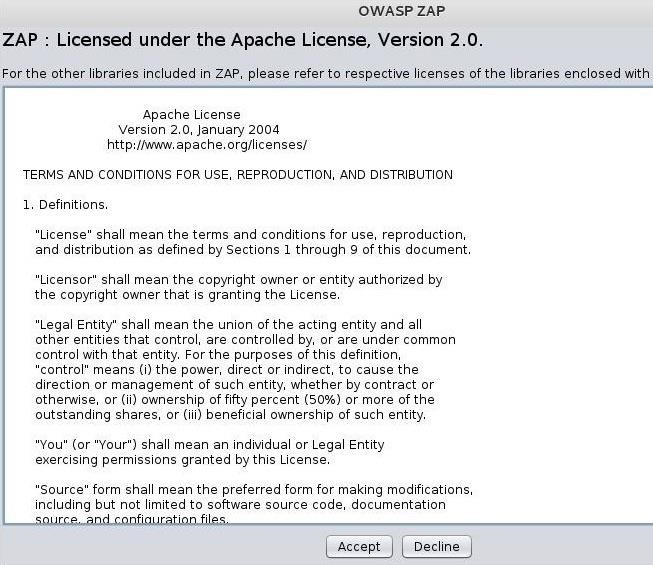 OWASP ZAP
ZAP : Licensed under the Apache License, Version 2.0.
For the other libraries included in ZAP, please refer to respective licenses of the libraries enclosed with
Apache License
Version 2.0, January 2004
http://www.apache.org/licenses/
TERMS AND CONDITIONS FOR USE, REPRODUCTION, AND DISTRIBUTION
1. Definitions.
"License" shall mean the terms and conditions for use, reproduction,
and distribution as defined by Sections 1 through 9 of this document.
"Licensor" shall mean the copyright owner or entity authorized by
the copyright owner that is granting the License.
"Legal Entity" shall mean the union of the acting entity and all
other entities that control, are controlled by, or are under common
control with that entity. For the purposes of this definition,
"control" means (i) the power, direct or indirect, to cause the
direction or management of such entity, whether by contract or
otherwise, or (ii) ownership of fifty percent (50%) or more of the
outstanding shares, or (iii) beneficial ownership of such entity.
"You" (or "Your") shall mean an individual or Legal Entity
exercising permissions granted by this License.
"Source" form shall mean the preferred form for making modifications,
including but not limited to software source code, documentation
source, and configuration files.
Accept Decline